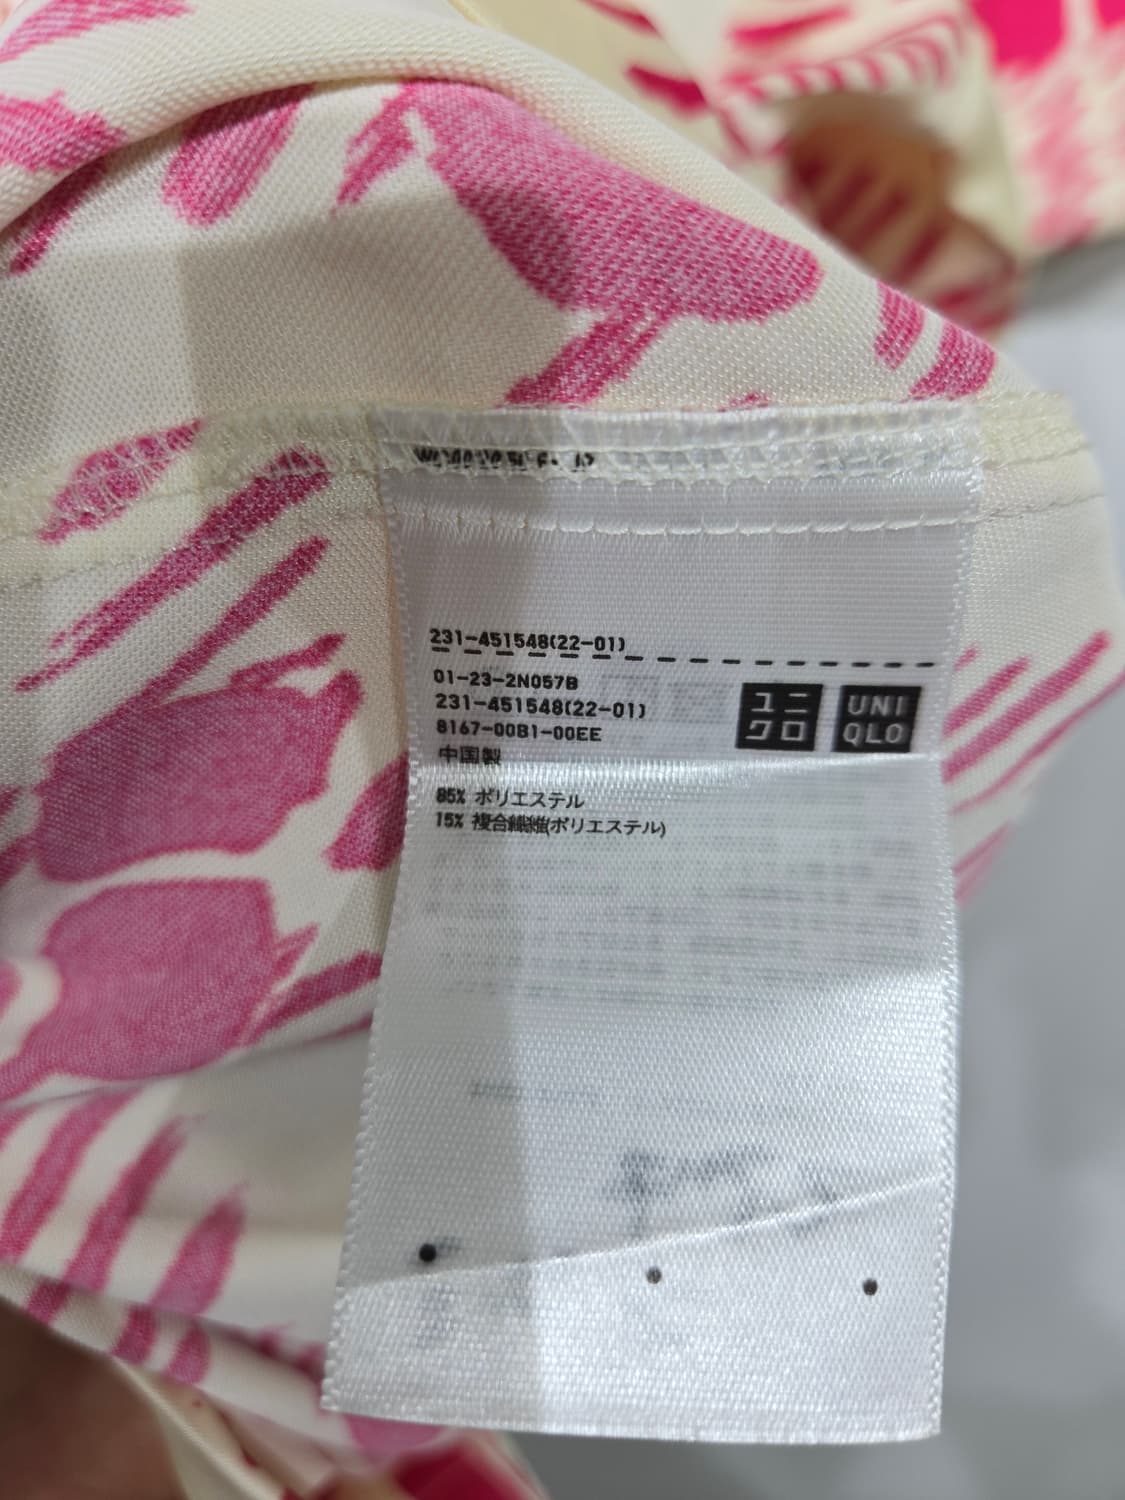 231-451548(22-01)
01-23-2N057B
231-451548(22-01)
8167-00B1-00EE
中国製
ユニ
クロ
UNI
QLO
85% ポリエステル
15% 複合繊維(ポリエステル)